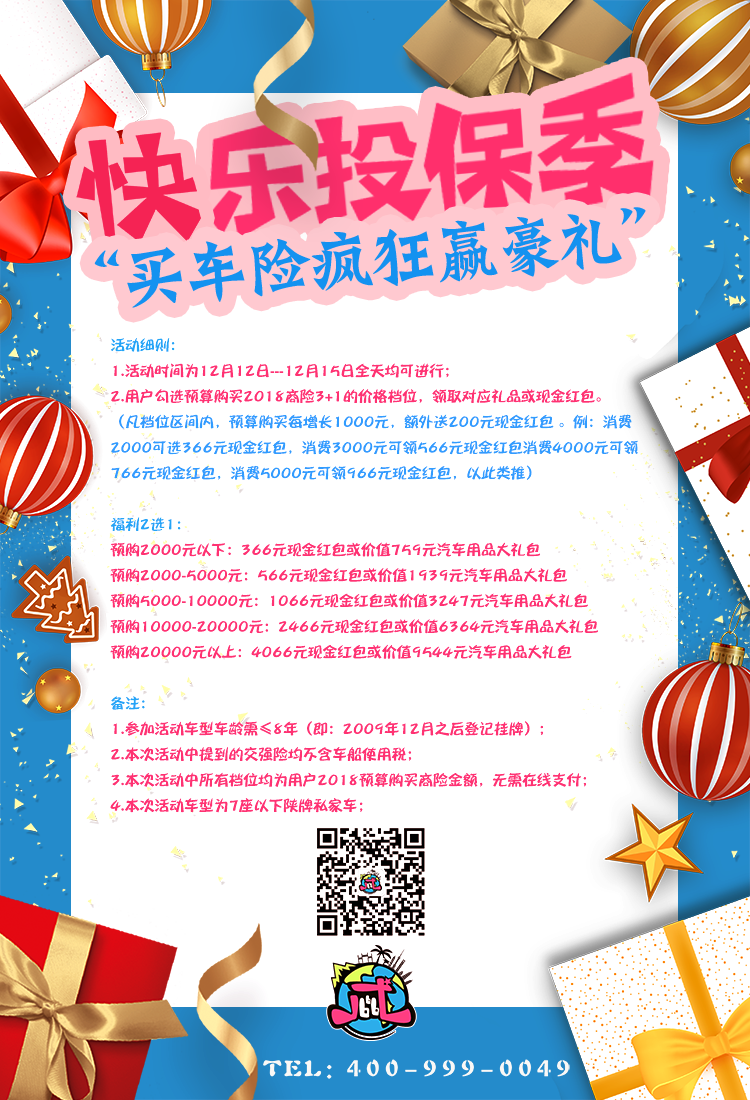 快乐投保季
“买车险疯狂赢豪礼”
活动细则：
1.活动时间为12月12日---12月15日全天均可进行；
2.用户勾选预算购买2018商险3+1的价格档位，领取对应礼品或现金红包。
（凡档位区间内，预算购买每增长1000元，额外送200元现金红包 。例：消费
2000可选366元现金红包，消费3000元可领566元现金红包消费4000元可领
766元现金红包，消费5000元可领966元现金红包，以此类推）
福利2选1：
预购2000元以下：366元现金红包或价值759元汽车用品大礼包
预购2000-5000元：566元现金红包或价值1939元汽车用品大礼包
预购5000-10000元：1066元现金红包或价值3247元汽车用品大礼包
预购10000-20000元：2466元现金红包或价值6364元汽车用品大礼包
预购20000元以上：4066元现金红包或价值9544元汽车用品大礼包
备注：
1.参加活动车型车龄需≤8年（即：2009年12月之后登记挂牌）；
2.本次活动中提到的交强险均不含车船使用税；
3.本次活动中所有档位均为用户2018预算购买商险金额，无需在线支付；
4.本次活动车型为7座以下陕牌私家车；
TEL: 400-999-0049